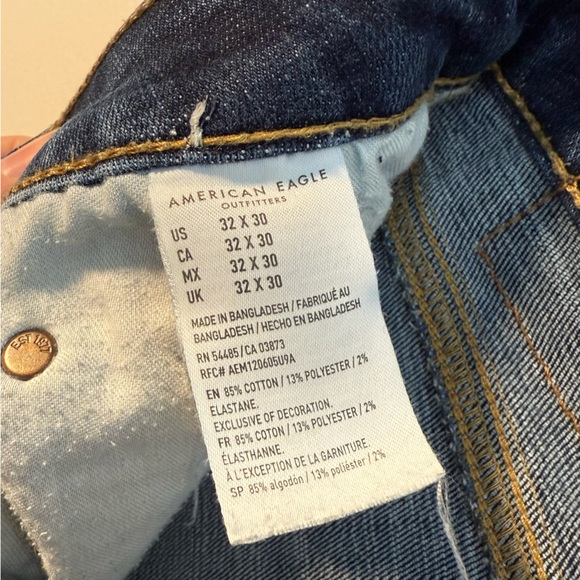 AMERICAN EAGLE
OUTFITTERS
US 32 X 30
CA 32 X 30
MX 32 X 30
UK 32 X 30
MADE IN BANGLADESH / FABRIQUÉ AU
BANGLADESH / HECHO EN BANGLADESH
RN 54485 / CA 03873
RFC# AEM120605U9A
EN 85% COTTON / 13% POLYESTER / 2%
ELASTANE.
EXCLUSIVE OF DECORATION.
FR 85% COTON / 13% POLYESTER / 2%
ÉLASTHANNE.
À L'EXCEPTION DE LA GARNITURE.
SP 85% algodón / 13% poliéster / 2%
EST 1977